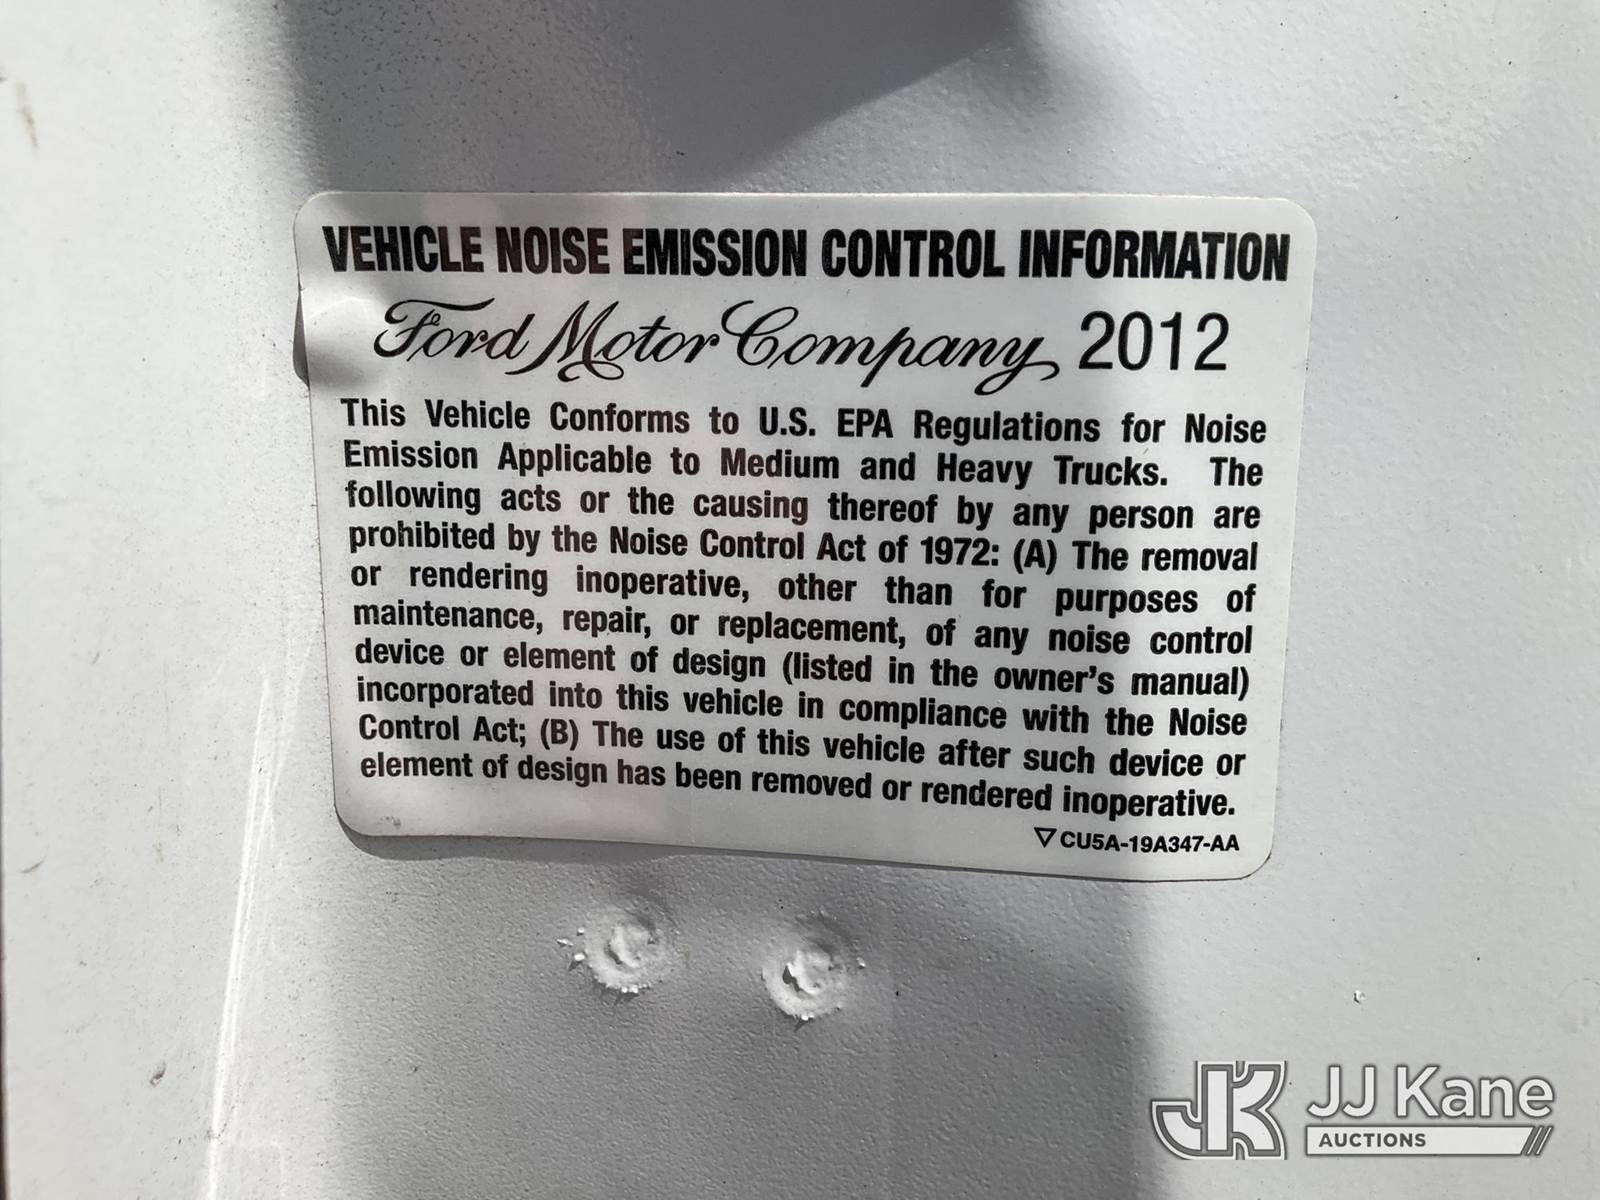 VEHICLE NOISE EMISSION CONTROL INFORMATION
Ford Motor Company 2012
This Vehicle Conforms to U.S. EPA Regulations for Noise
Emission Applicable to Medium and Heavy Trucks. The
following acts or the causing thereof by any person are
prohibited by the Noise Control Act of 1972: (A) The removal
or rendering inoperative, other than for purposes of
maintenance, repair, or replacement, of any noise control
device or element of design (listed in the owner's manual)
incorporated into this vehicle in compliance with the Noise
Control Act; (B) The use of this vehicle after such device or
element of design has been removed or rendered inoperative.
▽ CU5A-19A347-AA
JK JJ Kane
AUCTIONS